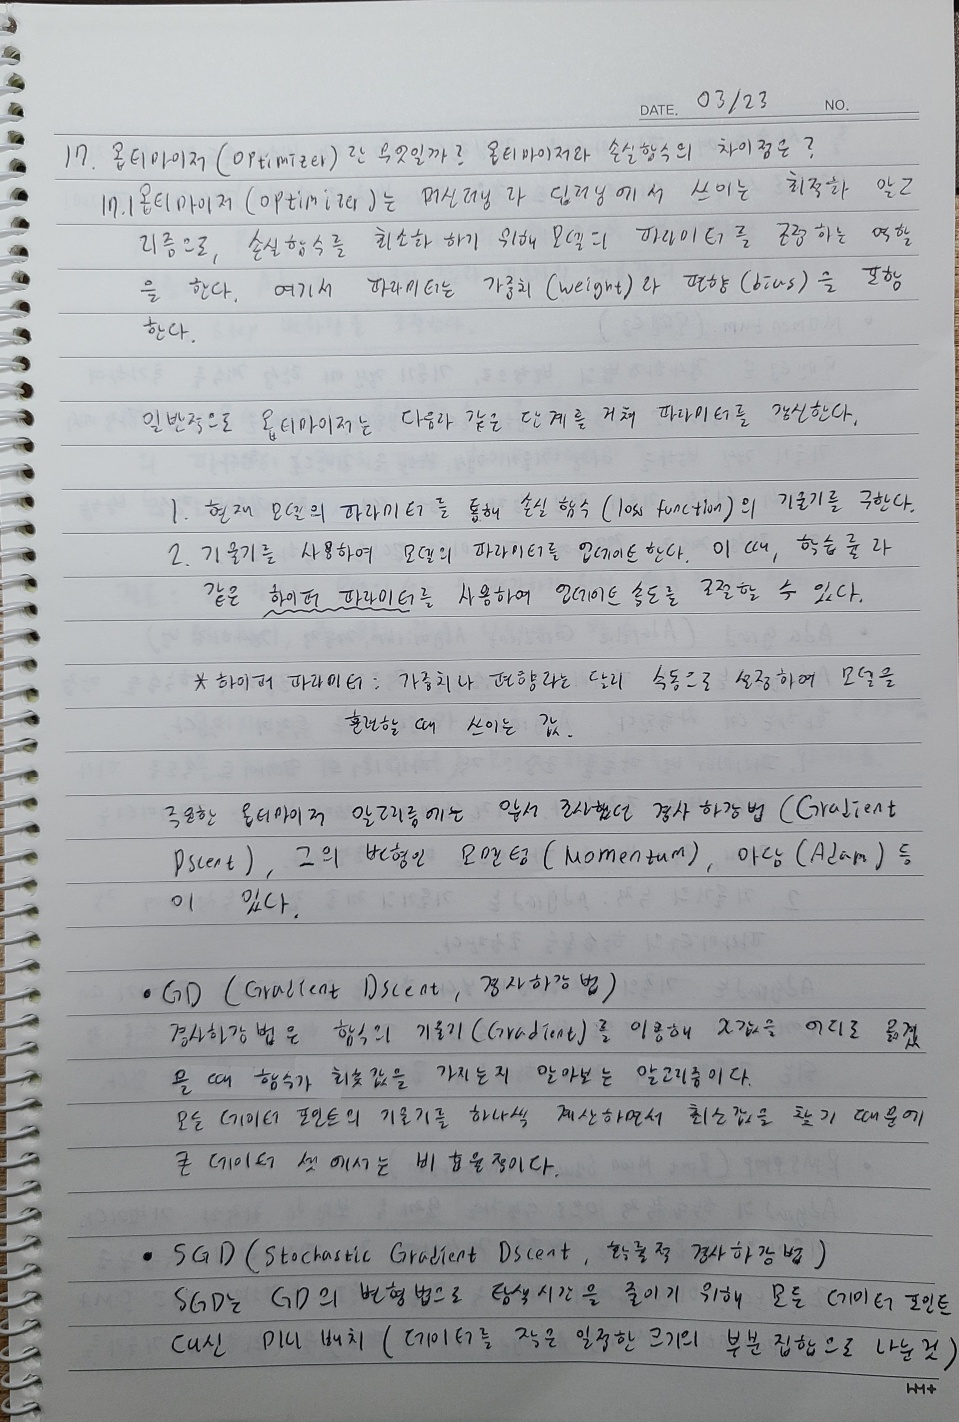 DATE. 03/23 NO.
17. 옵티마이저(optimizer)란 무엇일까? 옵티마이저와 손실함수의 차이점은?
17.1 옵티마이저(optimizer)는 머신러닝과 딥러닝에서 쓰이는 최적화 알고
리즘으로, 손실함수를 최소화 하기 위해 모델의 파라미터를 조정하는 역할
을 한다. 여기서 파라미터는 가중치(weight)와 편향(bias)을 포함
한다.
일반적으로 옵티마이저는 다음과 같은 단계를 거쳐 파라미터를 갱신한다.
1. 현재 모델의 파라미터를 통해 손실 함수(loss function)의 기울기를 구한다.
2. 기울기를 사용하여 모델의 파라미터를 업데이트한다. 이 때, 학습률과
같은 하이퍼 파라미터를 사용하여 업데이트 속도를 조절할 수 있다.
* 하이퍼 파라미터 : 가중치나 편향과는 달리 수동으로 설정하여 모델을
훈련할 때 쓰이는 값.
유용한 옵티마이저 알고리즘에는 앞서 조사했던 경사 하강법 (Gradient
Dscent), 그의 변형인 모멘텀(Momentum), 아담(Adam) 등
이 있다.
• GD (Gradient Dscent, 경사하강법)
경사하강법은 함수의 기울기(Gradient)를 이용해 x값을 어디로 옮겼
을 때 함수가 최솟값을 가지는지 알아보는 알고리즘이다.
모든 데이터 포인트의 기울기를 하나씩 계산하면서 최소값을 찾기 때문에
큰 데이터 셋에서는 비효율적이다.
• SGD (Stochastic Gradient Dscent, 확률적 경사하강법)
SGD는 GD의 변형법으로 탐색시간을 줄이기 위해 모든 데이터 포인트
대신 미니 배치 (데이터를 작은 일정한 크기의 부분 집합으로 나눈 것)